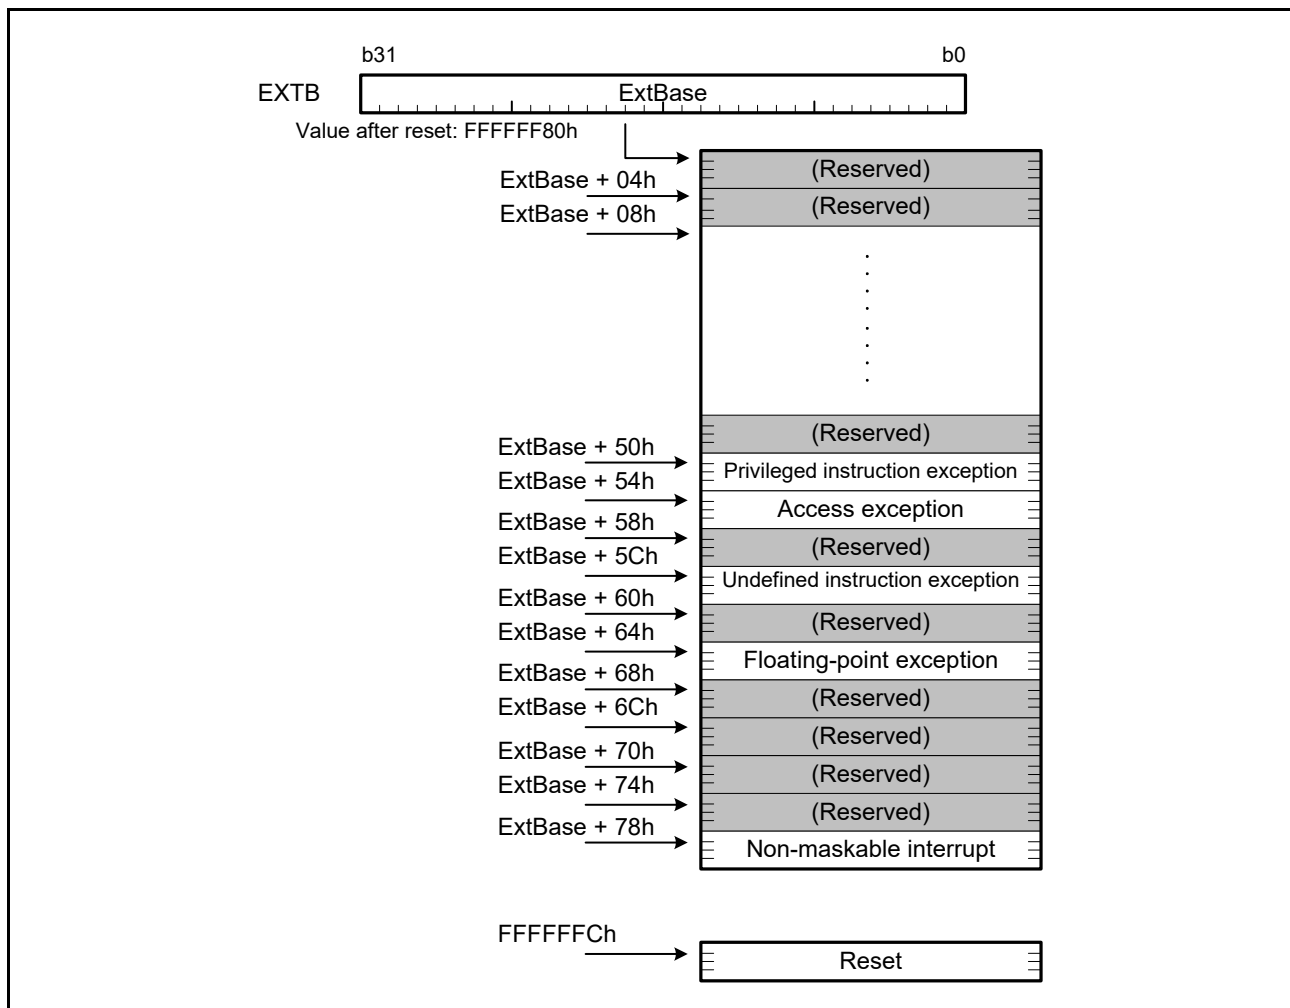 b31 b0
EXTB ExtBase
Value after reset: FFFFFF80h
(Reserved)
ExtBase + 04h
(Reserved)
ExtBase + 08h
(Reserved)
ExtBase + 50h
Privileged instruction exception
ExtBase + 54h
Access exception
ExtBase + 58h
(Reserved)
ExtBase + 5Ch
Undefined instruction exception
ExtBase + 60h
(Reserved)
ExtBase + 64h
Floating-point exception
ExtBase + 68h
(Reserved)
ExtBase + 6Ch
(Reserved)
ExtBase + 70h
(Reserved)
ExtBase + 74h
(Reserved)
ExtBase + 78h
Non-maskable interrupt
FFFFFFCh
Reset